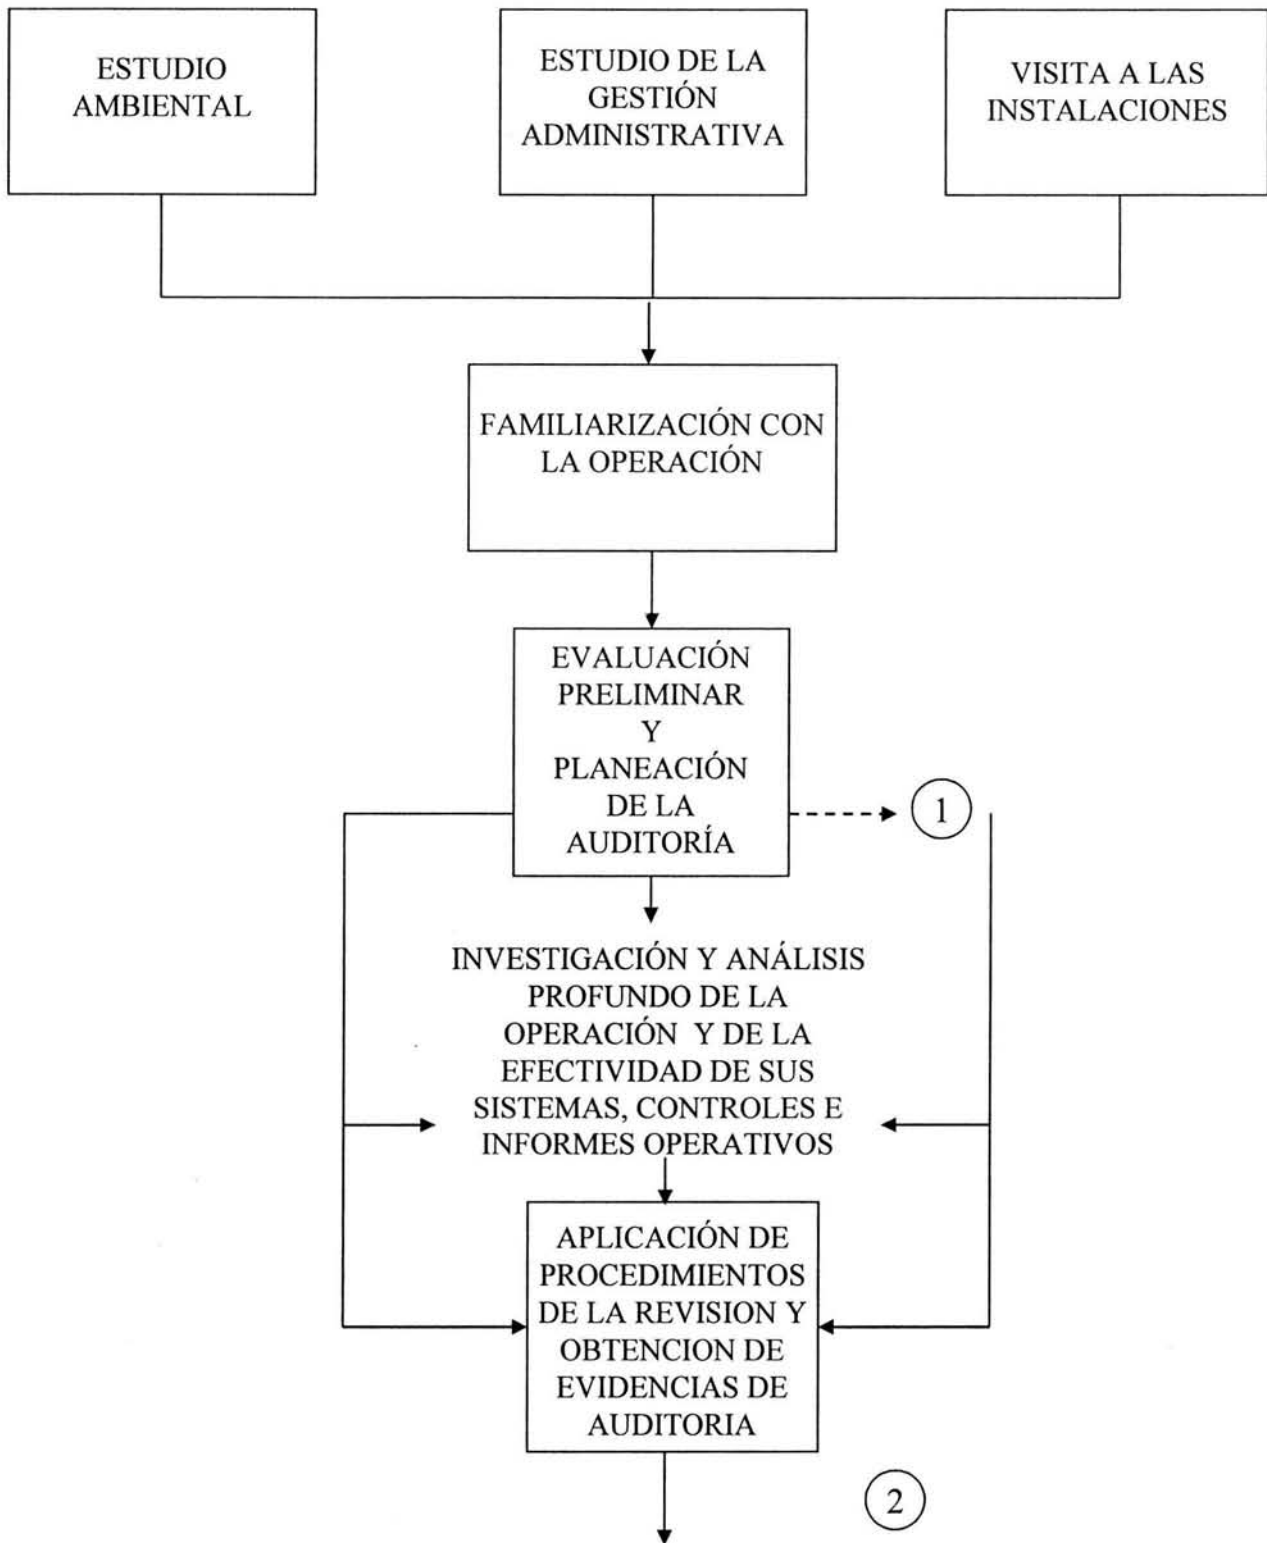 ESTUDIO
AMBIENTAL
ESTUDIO DE LA
GESTIÓN
ADMINISTRATIVA
VISITA A LAS
INSTALACIONES
FAMILIARIZACIÓN CON
LA OPERACIÓN
EVALUACIÓN
PRELIMINAR
Y
PLANEACIÓN
DE LA
AUDITORÍA
1
INVESTIGACIÓN Y ANÁLISIS
PROFUNDO DE LA
OPERACIÓN Y DE LA
EFECTIVIDAD DE SUS
SISTEMAS, CONTROLES E
INFORMES OPERATIVOS
APLICACIÓN DE
PROCEDIMIENTOS
DE LA REVISION Y
OBTENCION DE
EVIDENCIAS DE
AUDITORIA
2